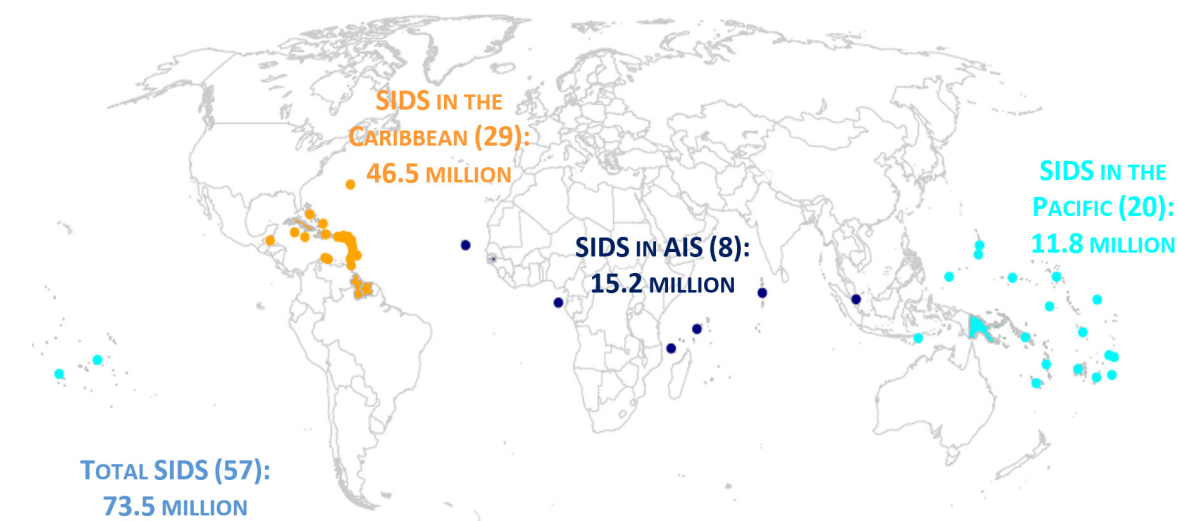 SIDS IN THE
CARIBBEAN (29):
46.5 MILLION
SIDS IN THE
PACIFIC (20):
11.8 MILLION
SIDS IN AIS (8):
15.2 MILLION
TOTAL SIDS (57):
73.5 MILLION